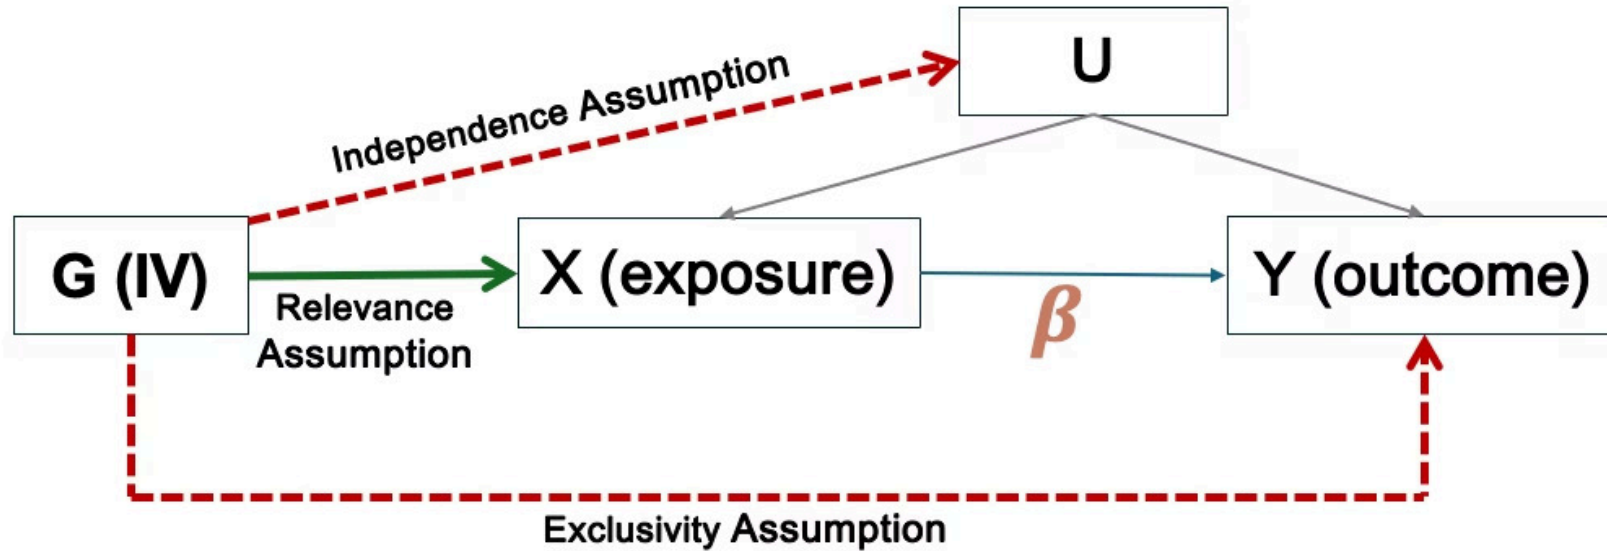 U
Independence Assumption
G (IV)
X (exposure)
Y (outcome)
Relevance
Assumption
β
Exclusivity Assumption